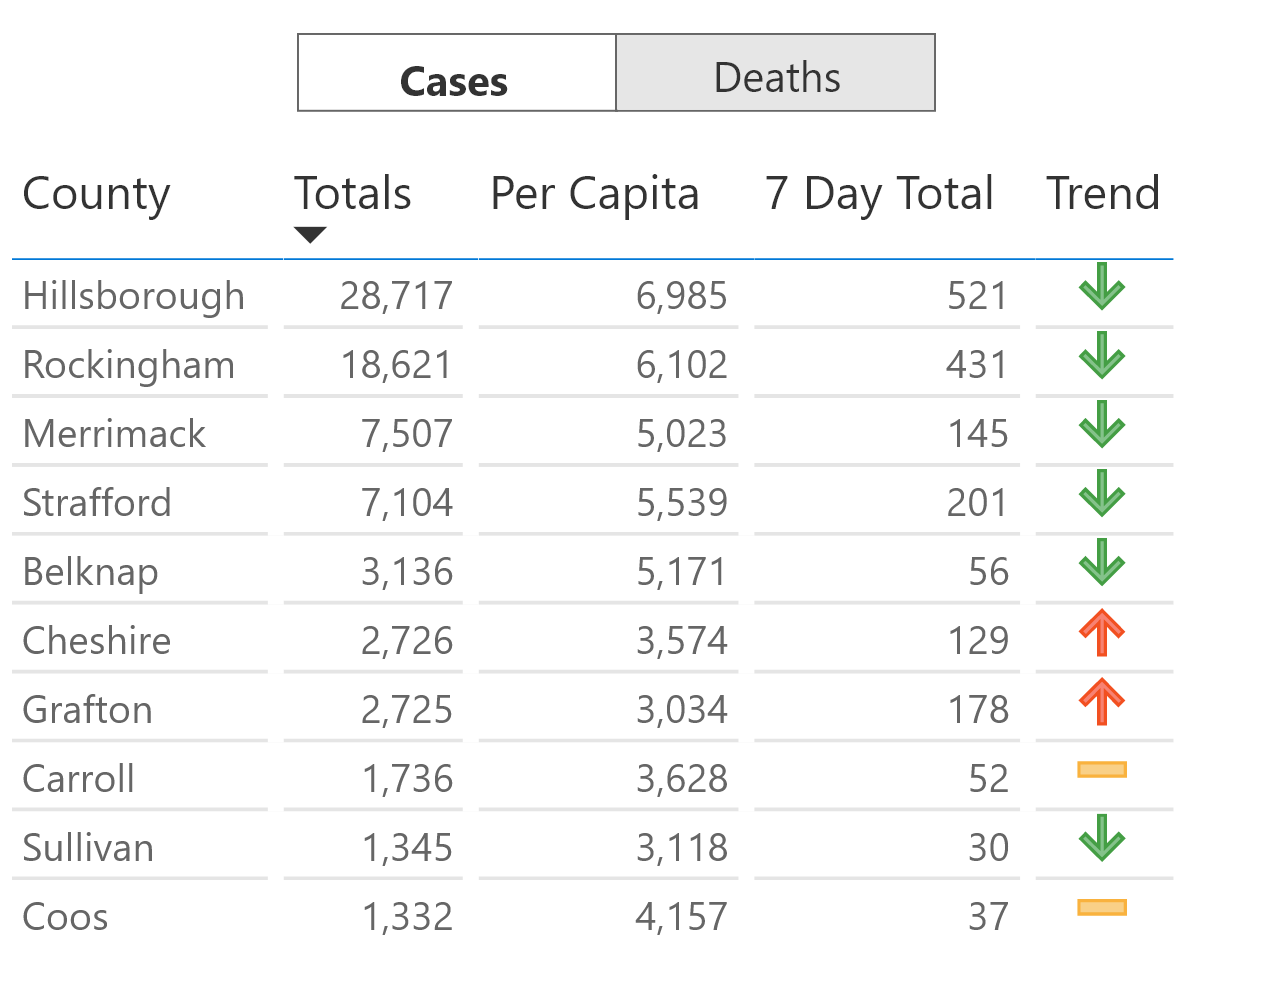 Cases Deaths
County Totals Per Capita 7 Day Total Trend
Hillsborough 28,717 6,985 521
Rockingham 18,621 6,102 431
Merrimack 7,507 5,023 145
Strafford 7,104 5,539 201
Belknap 3,136 5,171 56
Cheshire 2,726 3,574 129
Grafton 2,725 3,034 178
Carroll 1,736 3,628 52
Sullivan 1,345 3,118 30
Coos 1,332 4,157 37